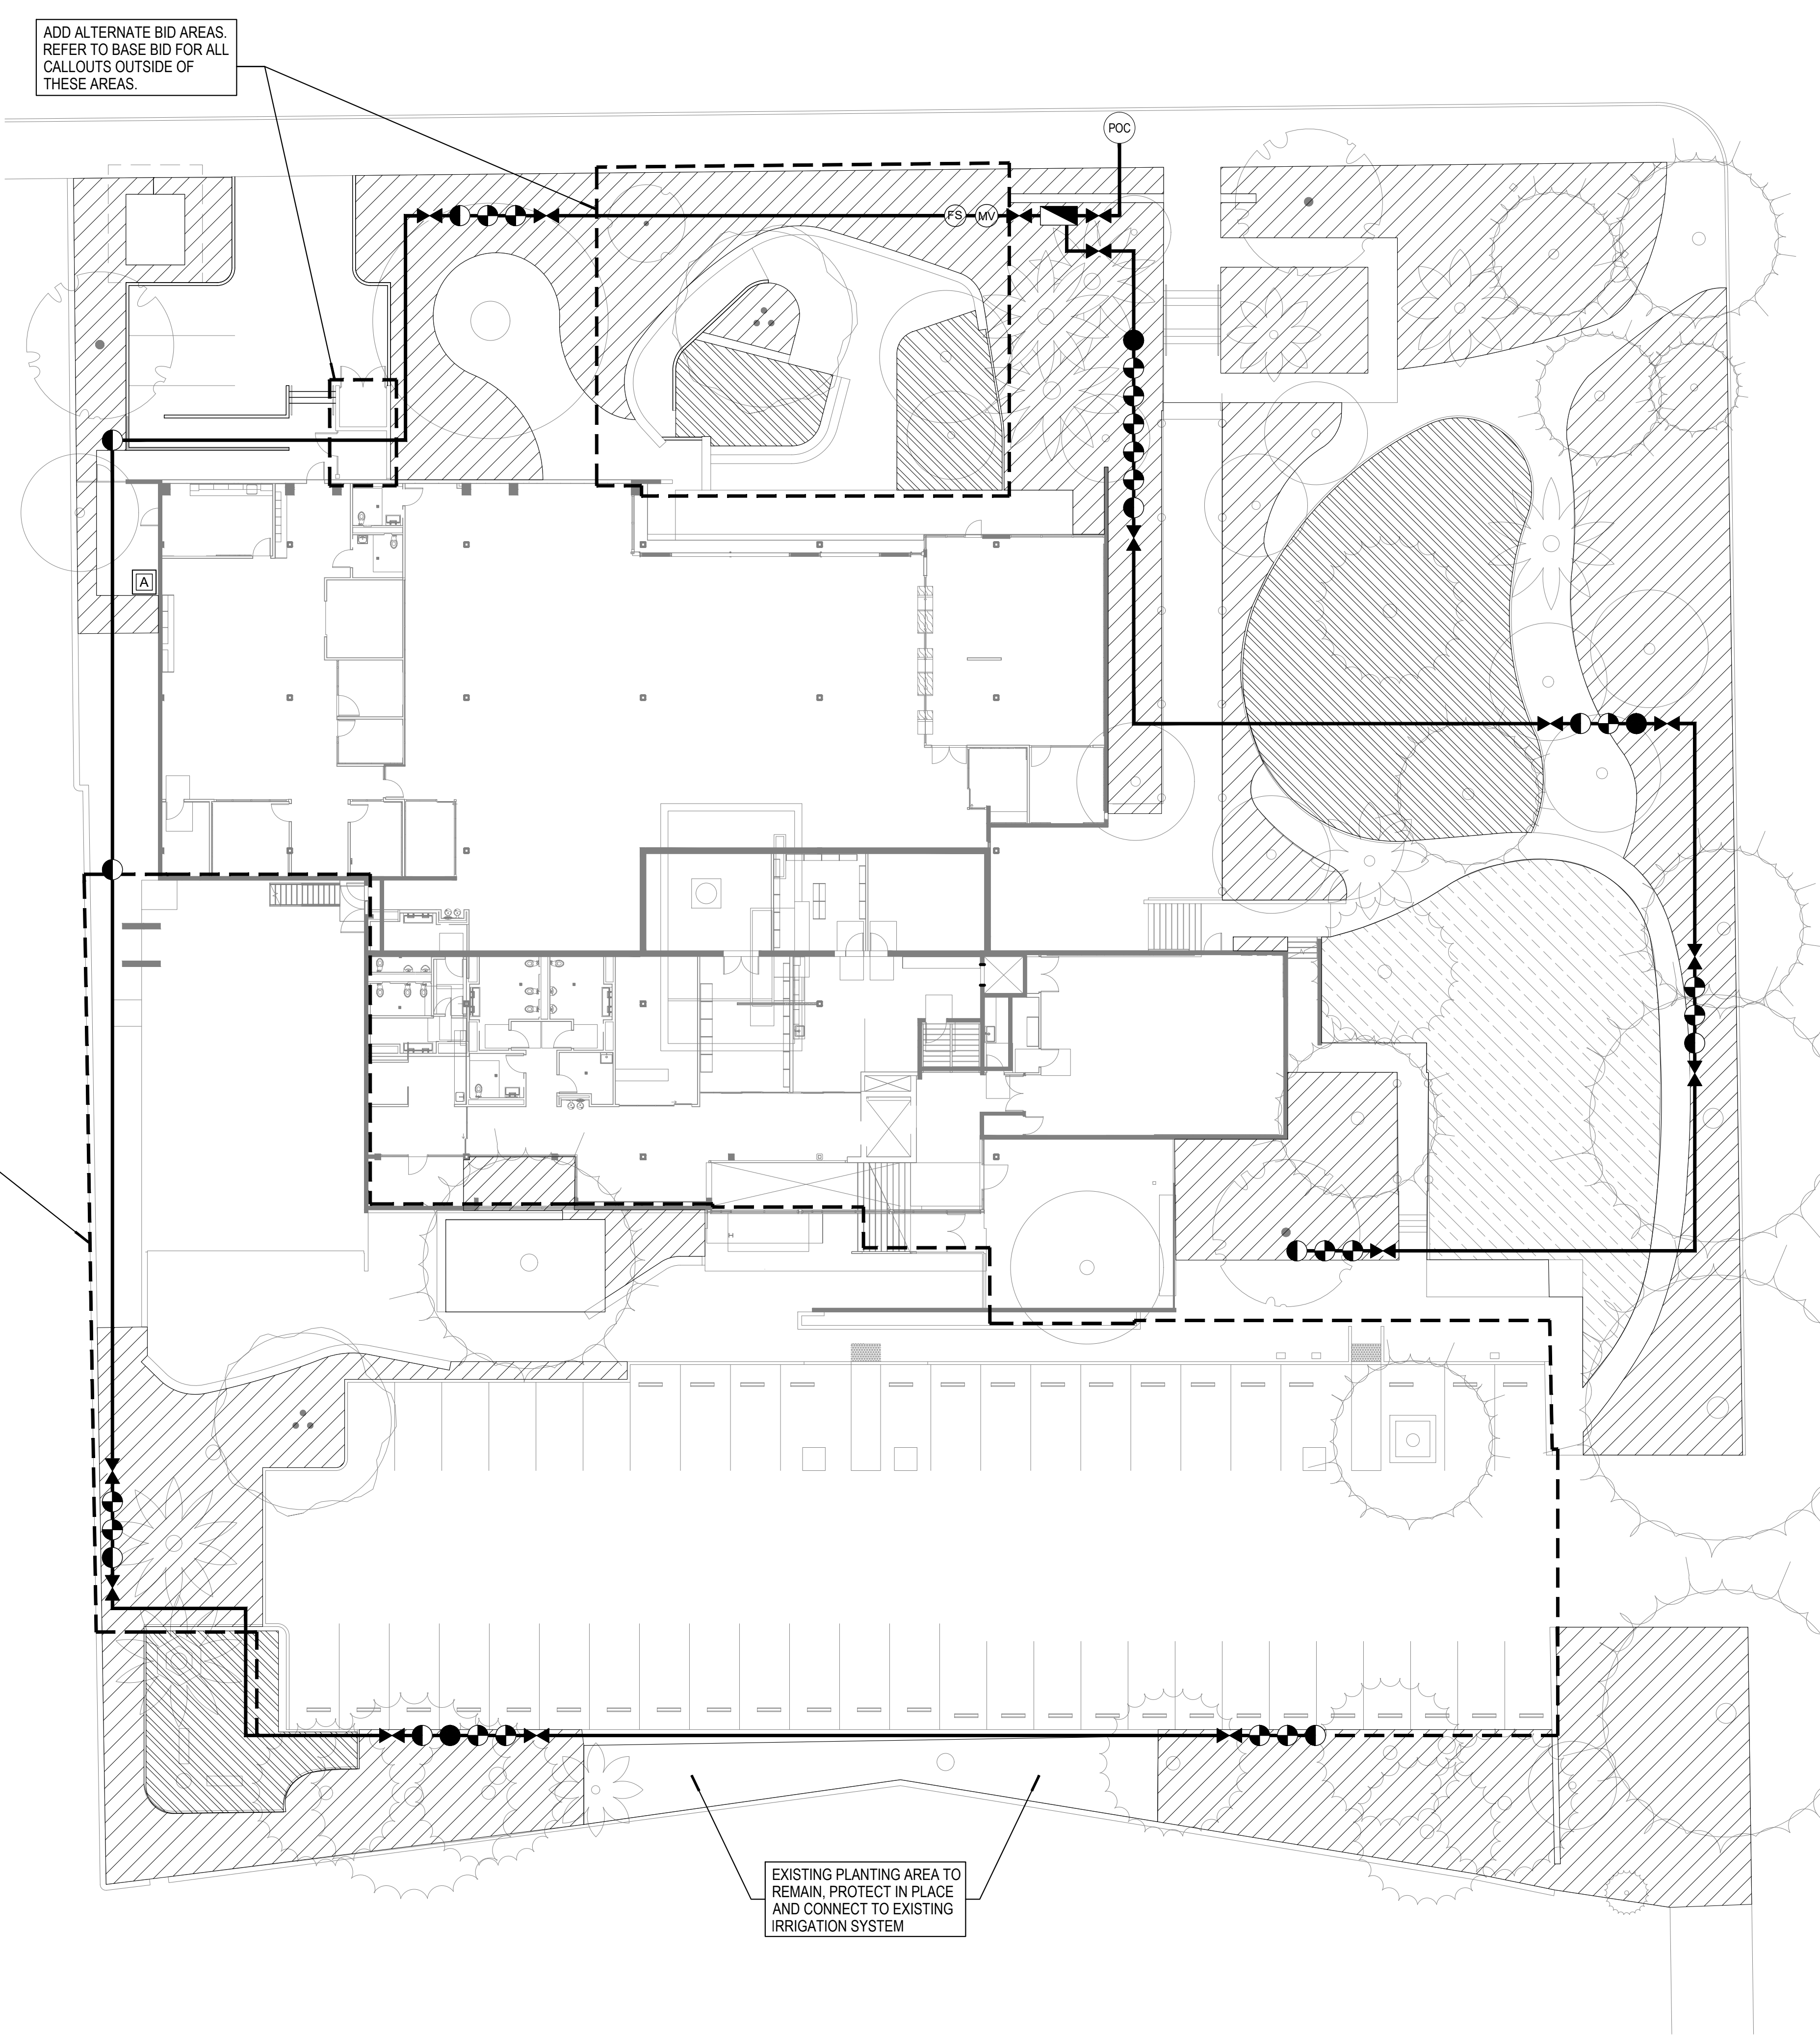 ADD ALTERNATE BID AREAS.
REFER TO BASE BID FOR ALL
CALLOUTS OUTSIDE OF
THESE AREAS.
POC
FS
MV
A
EXISTING PLANTING AREA TO
REMAIN, PROTECT IN PLACE
AND CONNECT TO EXISTING
IRRIGATION SYSTEM